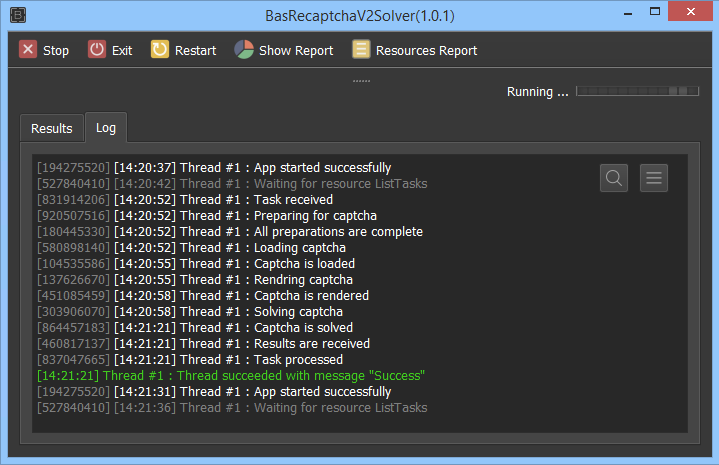 BasRecaptchaV2Solver(1.0.1)
Stop Exit Restart Show Report Resources Report
......
Running ...
Results Log
[194275520] [14:20:37] Thread #1 : App started successfully
[527840410] [14:20:42] Thread #1 : Waiting for resource ListTasks
[831914206] [14:20:52] Thread #1 : Task received
[920507516] [14:20:52] Thread #1 : Preparing for captcha
[180445330] [14:20:52] Thread #1 : All preparations are complete
[580898140] [14:20:52] Thread #1 : Loading captcha
[104535586] [14:20:55] Thread #1 : Captcha is loaded
[137626670] [14:20:55] Thread #1 : Rendring captcha
[451085459] [14:20:58] Thread #1 : Captcha is rendered
[303906070] [14:20:58] Thread #1 : Solving captcha
[864457183] [14:21:21] Thread #1 : Captcha is solved
[460817137] [14:21:21] Thread #1 : Results are received
[837047665] [14:21:21] Thread #1 : Task processed
[14:21:21] Thread #1 : Thread succeeded with message "Success"
[194275520] [14:21:31] Thread #1 : App started successfully
[527840410] [14:21:36] Thread #1 : Waiting for resource ListTasks